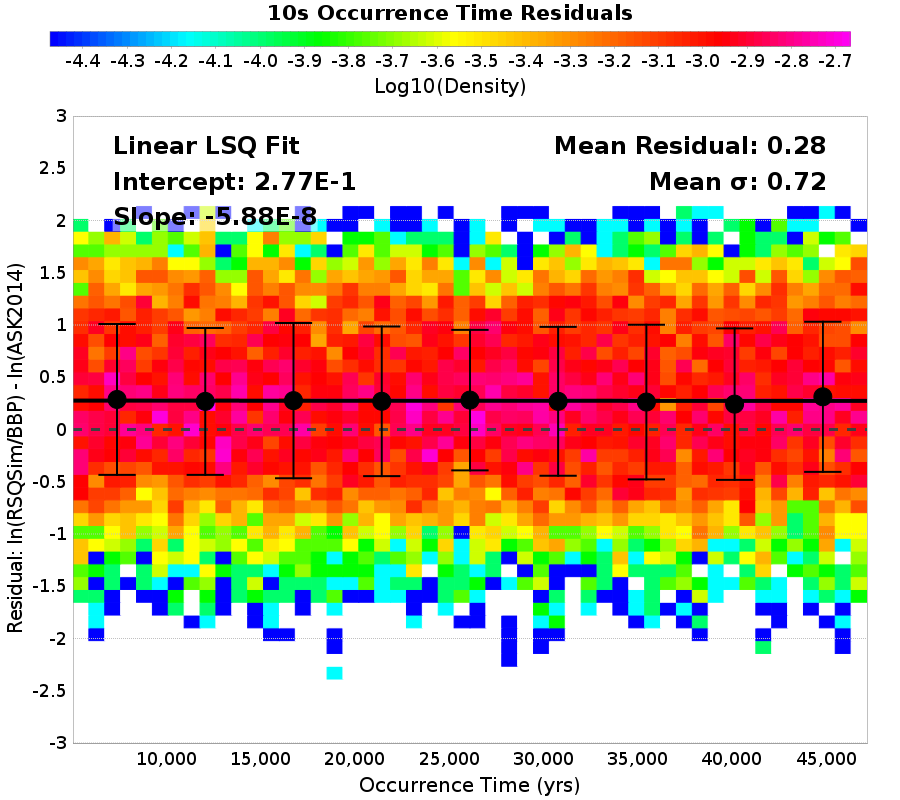 10s Occurrence Time Residuals
-4.4 -4.3 -4.2 -4.1 -4.0 -3.9 -3.8 -3.7 -3.6 -3.5 -3.4 -3.3 -3.2 -3.1 -3.0 -2.9 -2.8 -2.7
Log10(Density)
Linear LSQ Fit
Intercept: 2.77E-1
Slope: -5.88E-8
Mean Residual: 0.28
Mean σ: 0.72
Residual: ln(RSQSim/BBP) - ln(ASK2014)
3
2.5
2
1.5
1
0.5
0
-0.5
-1
-1.5
-2
-2.5
-3
10,000 15,000 20,000 25,000 30,000 35,000 40,000 45,000
Occurrence Time (yrs)